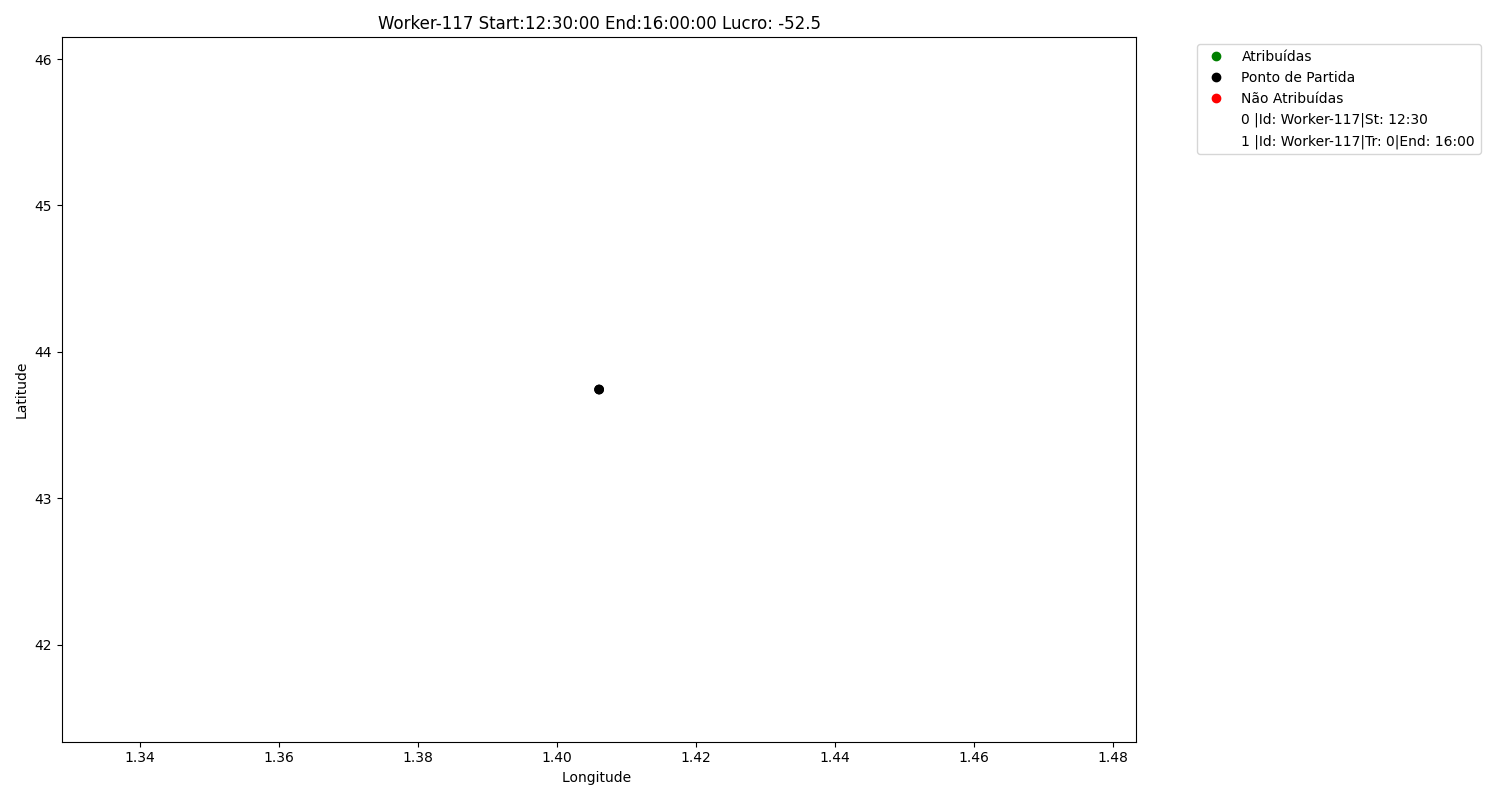 Worker-117 Start:12:30:00 End:16:00:00 Lucro: -52.5
46
45
44
43
42
Latitude
1.34 1.36 1.38 1.40 1.42 1.44 1.46 1.48
Longitude
Atribuídas
Ponto de Partida
Não Atribuídas
0 |Id: Worker-117|St: 12:30
1 |Id: Worker-117|Tr: 0|End: 16:00